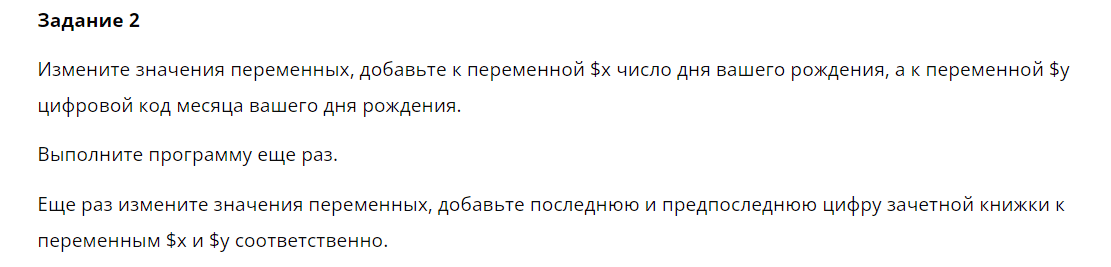 Задание 2
Измените значения переменных, добавьте к переменной $x число дня вашего рождения, а к переменной $y
цифровой код месяца вашего дня рождения.
Выполните программу еще раз.
Еще раз измените значения переменных, добавьте последнюю и предпоследнюю цифру зачетной книжки к
переменным $x и $y соответственно.